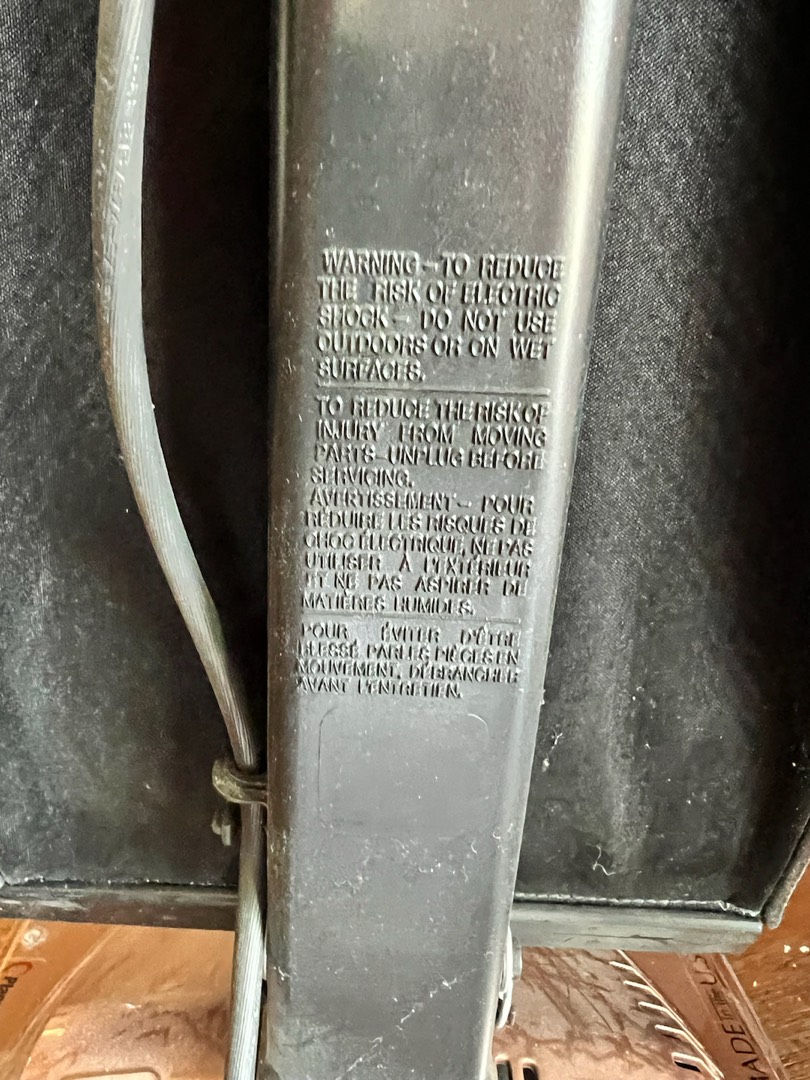 WARNING - TO REDUCE
THE RISK OF ELECTRIC
SHOCK - DO NOT USE
OUTDOORS OR ON WET
SURFACES.
TO REDUCE THE RISK OF
INJURY FROM MOVING
PARTS - UNPLUG BEFORE
SERVICING.
AVERTISSEMENT - POUR
RÉDUIRE LES RISQUES DE
CHOC ÉLECTRIQUE, NE PAS
UTILISER À L'EXTÉRIEUR
ET NE PAS ASPIRER DE
MATIÈRES HUMIDES.
POUR ÉVITER D'ÊTRE
BLESSÉ PAR LES PIÈCES EN
MOUVEMENT, DÉBRANCHER
AVANT L'ENTRETIEN.
MADE IN THE